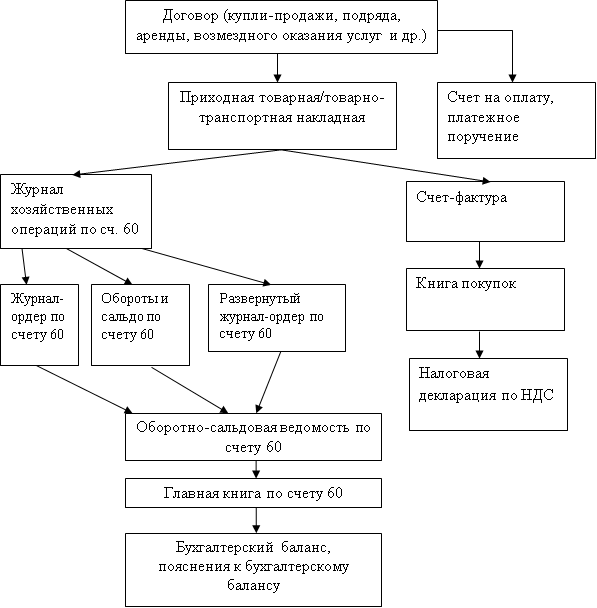 Договор (купли-продажи, подряда,
аренды, возмездного оказания услуг и др.)
Приходная товарная/товарно-
транспортная накладная
Счет на оплату,
платежное
поручение
Журнал
хозяйственных
операций по сч. 60
Счет-фактура
Журнал-
ордер по
счету 60
Обороты и
сальдо по
счету 60
Развернутый
журнал-ордер по
счету 60
Книга покупок
Налоговая
декларация по НДС
Оборотно-сальдовая ведомость по
счету 60
Главная книга по счету 60
Бухгалтерский баланс,
пояснения к бухгалтерскому
балансу